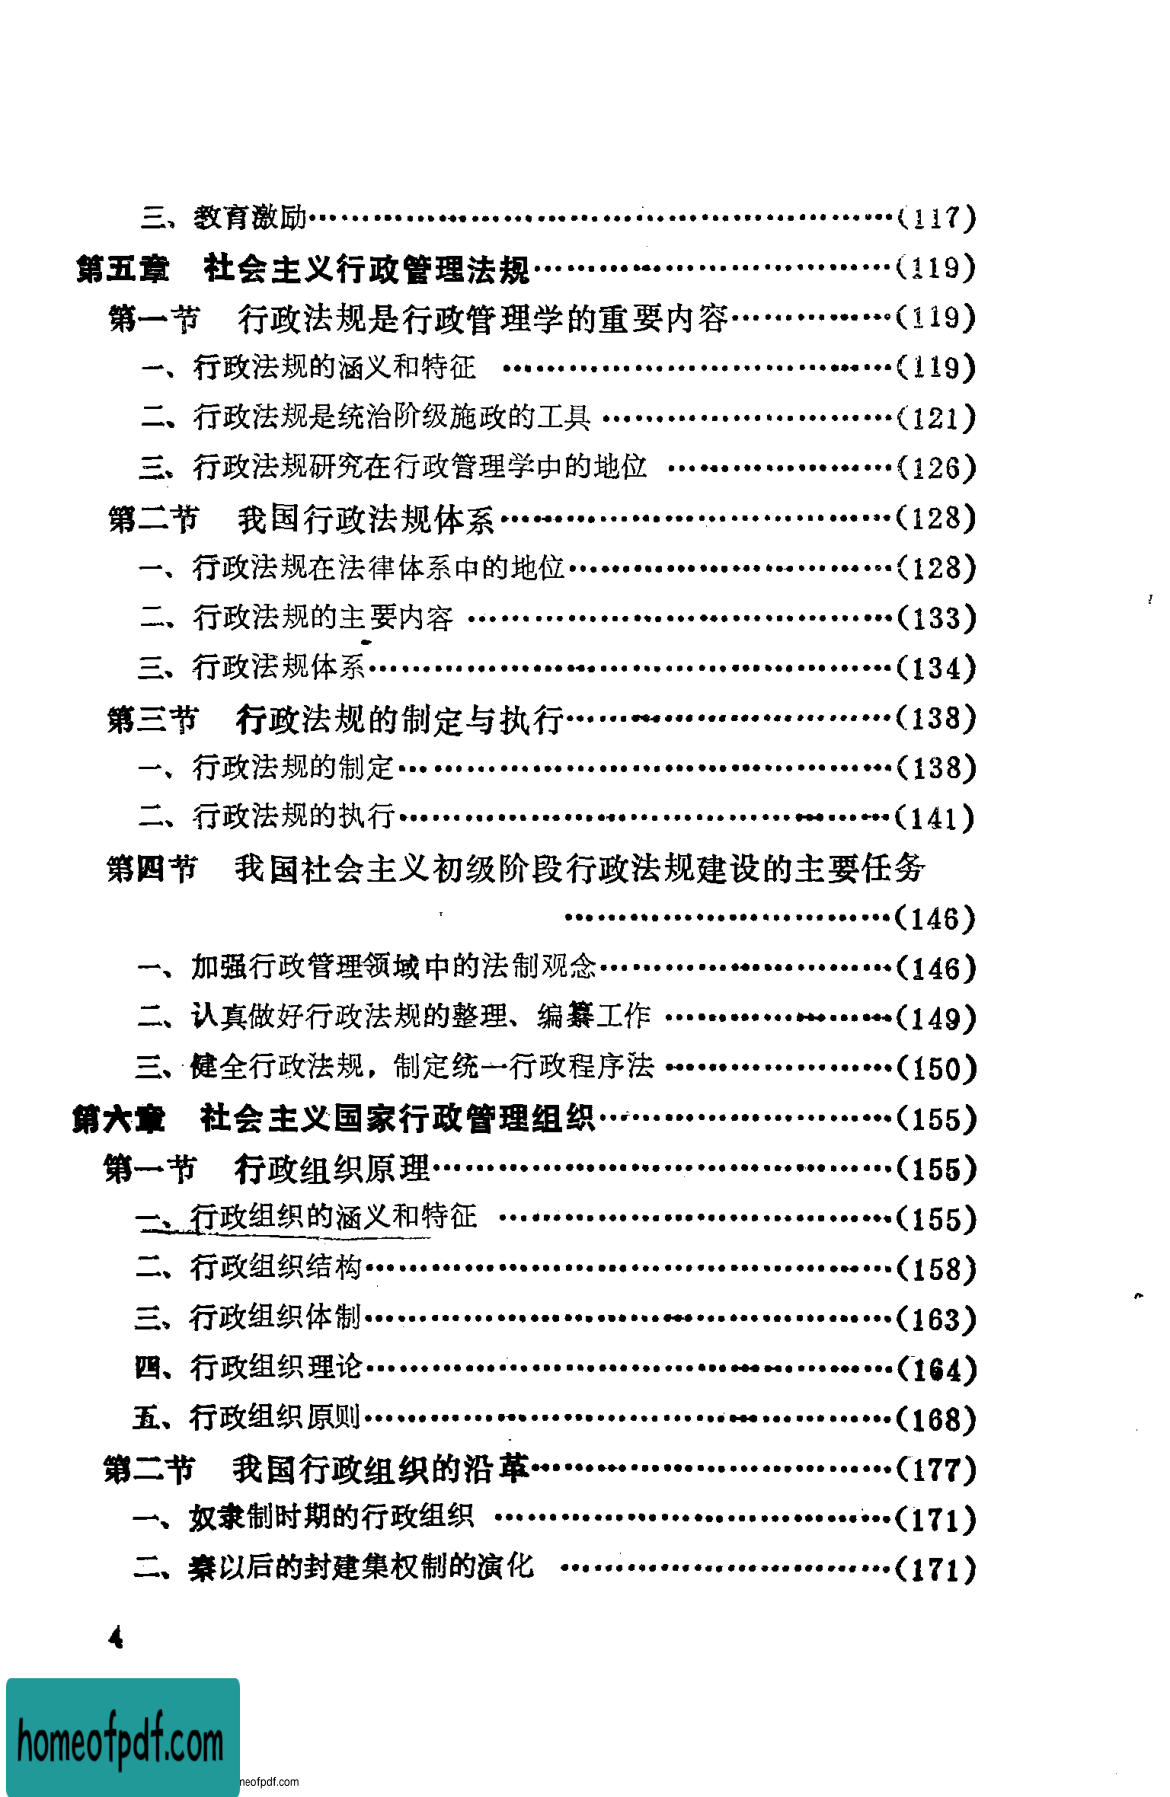 三、教育激励……(117)
第五章 社会主义行政管理法规……(119)
第一节 行政法规是行政管理学的重要内容……(119)
一、行政法规的涵义和特征……(119)
二、行政法规是统治阶级施政的工具……(121)
三、行政法规研究在行政管理学中的地位……(126)
第二节 我国行政法规体系……(128)
一、行政法规在法律体系中的地位……(128)
二、行政法规的主要内容……(133)
三、行政法规体系……(134)
第三节 行政法规的制定与执行……(138)
一、行政法规的制定……(138)
二、行政法规的执行……(141)
第四节 我国社会主义初级阶段行政法规建设的主要任务
……(146)
一、加强行政管理领域中的法制观念……(146)
二、认真做好行政法规的整理、编纂工作……(149)
三、健全行政法规，制定统一行政程序法……(150)
第六章 社会主义国家行政管理组织……(155)
第一节 行政组织原理……(155)
一、行政组织的涵义和特征……(155)
二、行政组织结构……(158)
三、行政组织体制……(163)
四、行政组织理论……(164)
五、行政组织原则……(168)
第二节 我国行政组织的沿革……(177)
一、奴隶制时期的行政组织……(171)
二、秦以后的封建集权制的演化……(171)
4
homeofpdf.com
neofpdf.com